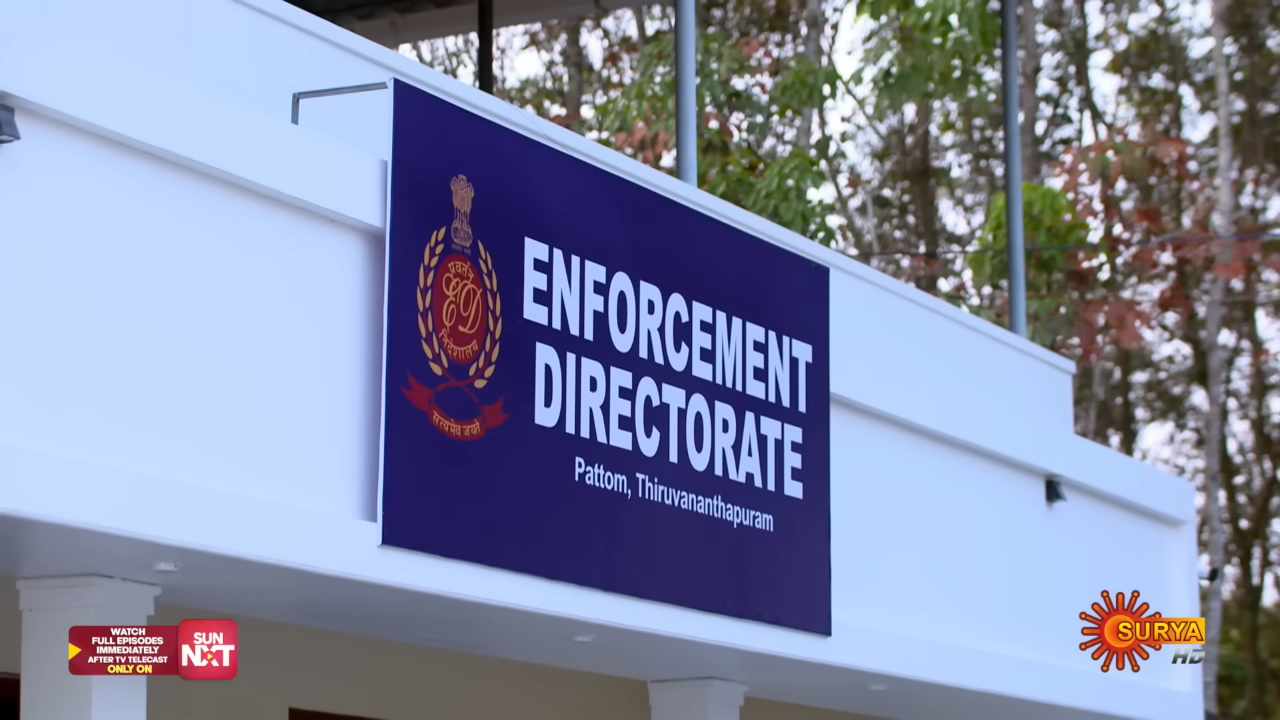 प्रवर्तन
ED
निदेशालय
सत्यमेव जयते
ENFORCEMENT
DIRECTORATE
Pattom, Thiruvananthapuram
WATCH
FULL EPISODES
IMMEDIATELY
AFTER TV TELECAST
ONLY ON
SUN
NXT
SURYA
HD